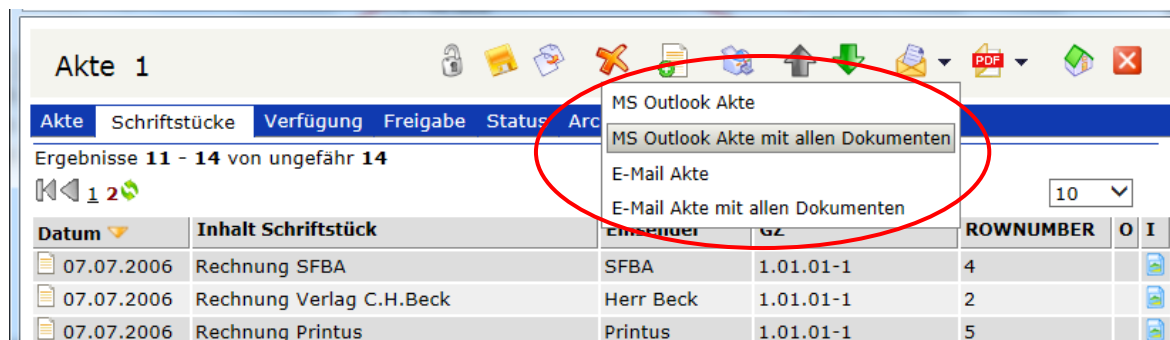 Akte 1
PDF
Akte Schriftstücke Verfügung Freigabe Status Arc
MS Outlook Akte
MS Outlook Akte mit allen Dokumenten
E-Mail Akte
E-Mail Akte mit allen Dokumenten
Ergebnisse 11 - 14 von ungefähr 14
1 2
10
Datum Inhalt Schriftstück Einsender GZ ROWNUMBER O I
07.07.2006 Rechnung SFBA SFBA 1.01.01-1 4
07.07.2006 Rechnung Verlag C.H.Beck Herr Beck 1.01.01-1 2
07.07.2006 Rechnung Printus Printus 1.01.01-1 5